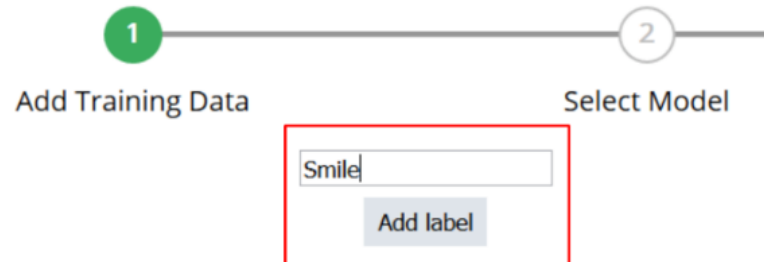 1
2
Add Training Data
Select Model
Smile
Add label